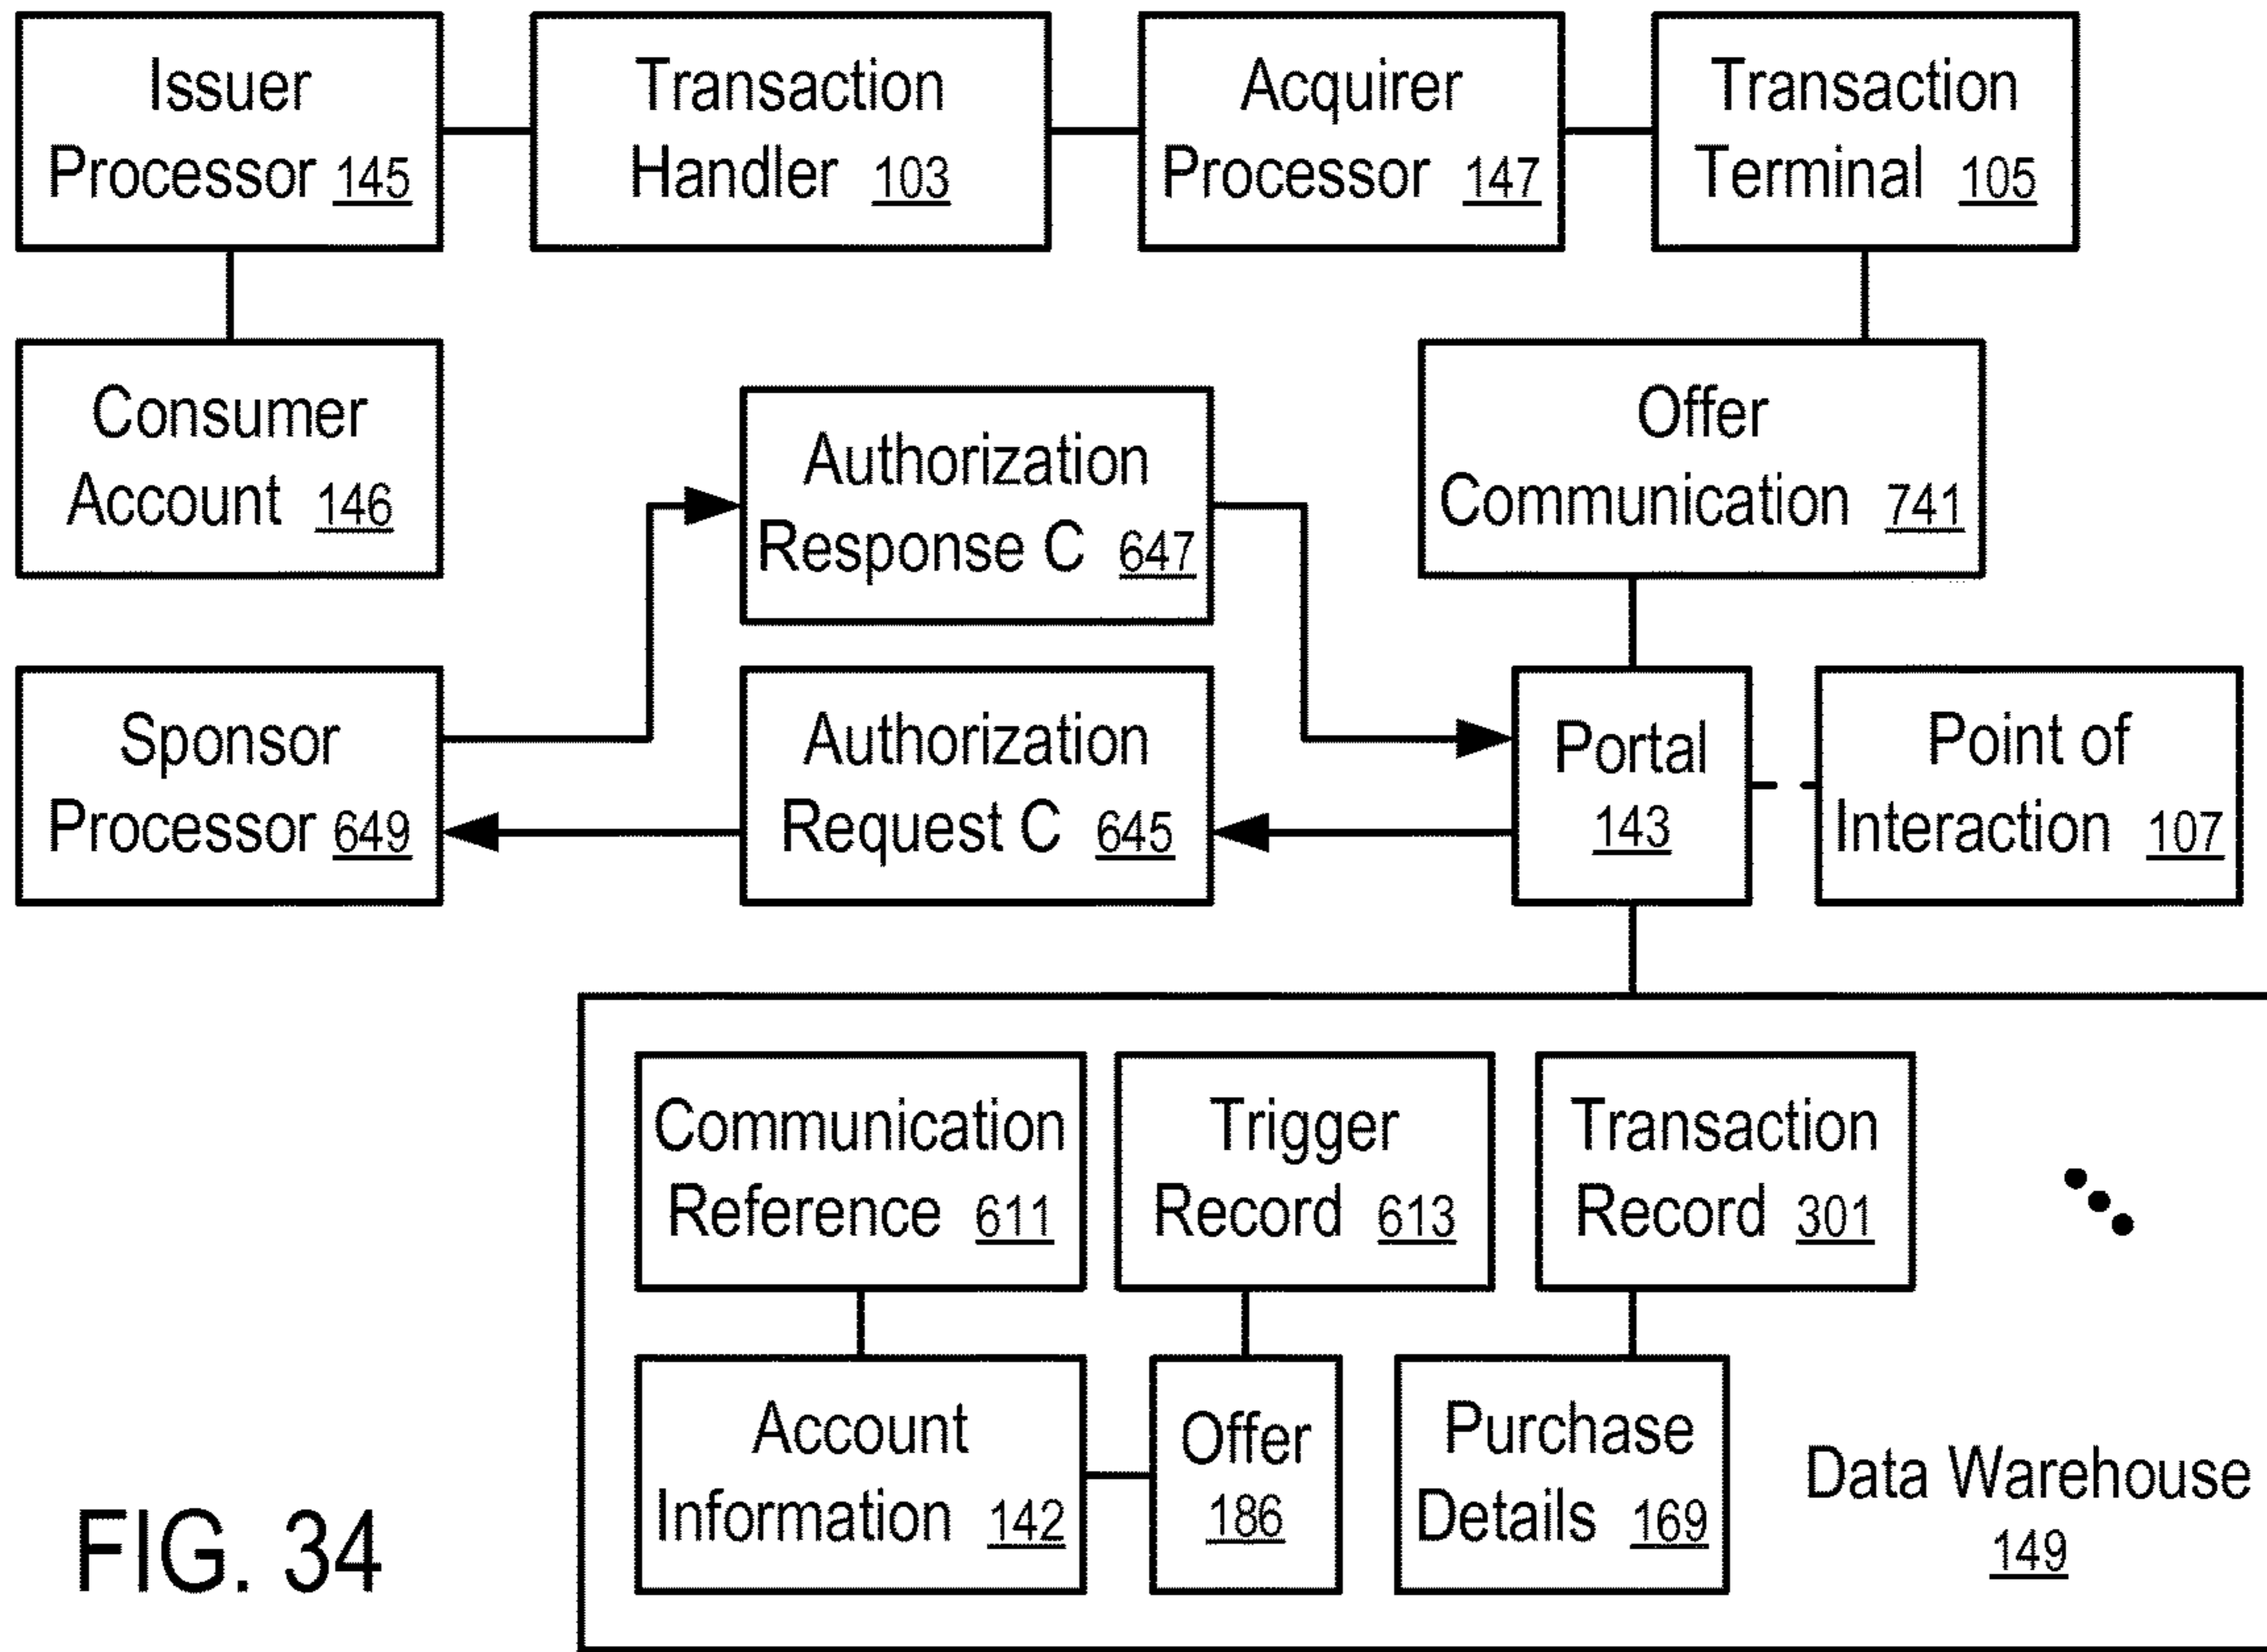 Issuer
Processor 145
Transaction
Handler 103
Acquirer
Processor 147
Transaction
Terminal 105
Consumer
Account 146
Authorization
Response C 647
Offer
Communication 741
Sponsor
Processor 649
Authorization
Request C 645
Portal
143
Point of
Interaction 107
Communication
Reference 611
Trigger
Record 613
Transaction
Record 301
Account
Information 142
Offer
186
Purchase
Details 169
Data Warehouse
149
FIG. 34